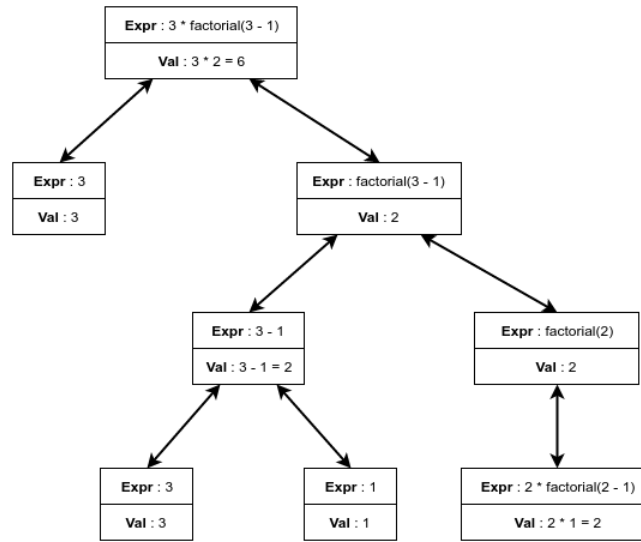 Expr : 3 * factorial(3 - 1)
Val : 3 * 2 = 6
Expr : 3
Val : 3
Expr : factorial(3 - 1)
Val : 2
Expr : 3 - 1
Val : 3 - 1 = 2
Expr : factorial(2)
Val : 2
Expr : 3
Val : 3
Expr : 1
Val : 1
Expr : 2 * factorial(2 - 1)
Val : 2 * 1 = 2